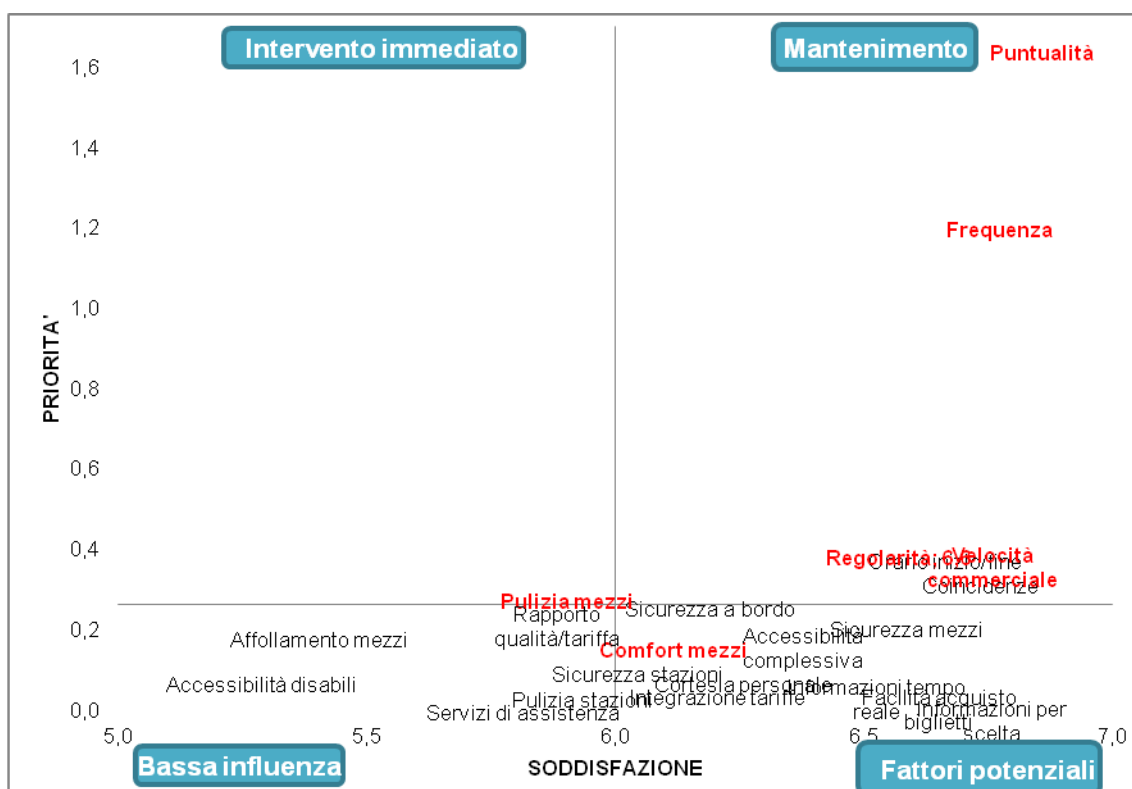 Intervento immediato
Mantenimento
Puntualità
1,6
1,4
1,2
Frequenza
1,0
PRIORITA'
0,8
0,6
0,4
Regolarità; 6,6
Velocità
commerciale
Orario inizio/fine
Coincidenze
Pulizia mezzi
Sicurezza a bordo
Rapporto
qualità/tariffa
0,2
Affollamento mezzi
Sicurezza mezzi
Accessibilità
complessiva
Comfort mezzi
Sicurezza stazioni
Accessibilità disabili
Cortesia personale
Informazioni tempo
reale
Pulizia stazioni
Integrazione tariffe
Facilità acquisto
biglietti
Servizi di assistenza
Informazioni per
scelta
0,0
5,0
5,5
6,0
6,5
7,0
Bassa influenza
SODDISFAZIONE
Fattori potenziali